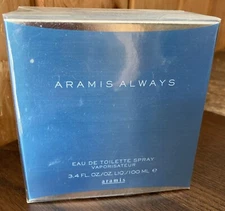 ARAMIS ALWAYS
EAU DE TOILETTE SPRAY
VAPORISATEUR
3.4 FL.OZ/OZ.LIQ/100 ML ℮
aramis